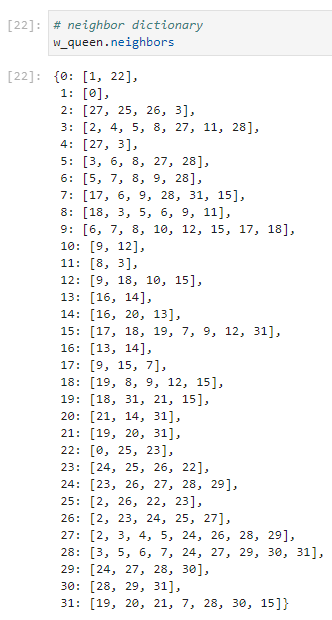 [22]: # neighbor dictionary
w_queen.neighbors
[22]: {0: [1, 22],
1: [0],
2: [27, 25, 26, 3],
3: [2, 4, 5, 8, 27, 11, 28],
4: [27, 3],
5: [3, 6, 8, 27, 28],
6: [5, 7, 8, 9, 28],
7: [17, 6, 9, 28, 31, 15],
8: [18, 3, 5, 6, 9, 11],
9: [6, 7, 8, 10, 12, 15, 17, 18],
10: [9, 12],
11: [8, 3],
12: [9, 18, 10, 15],
13: [16, 14],
14: [16, 20, 13],
15: [17, 18, 19, 7, 9, 12, 31],
16: [13, 14],
17: [9, 15, 7],
18: [19, 8, 9, 12, 15],
19: [18, 31, 21, 15],
20: [21, 14, 31],
21: [19, 20, 31],
22: [0, 25, 23],
23: [24, 25, 26, 22],
24: [23, 26, 27, 28, 29],
25: [2, 26, 22, 23],
26: [2, 23, 24, 25, 27],
27: [2, 3, 4, 5, 24, 26, 28, 29],
28: [3, 5, 6, 7, 24, 27, 29, 30, 31],
29: [24, 27, 28, 30],
30: [28, 29, 31],
31: [19, 20, 21, 7, 28, 30, 15]}